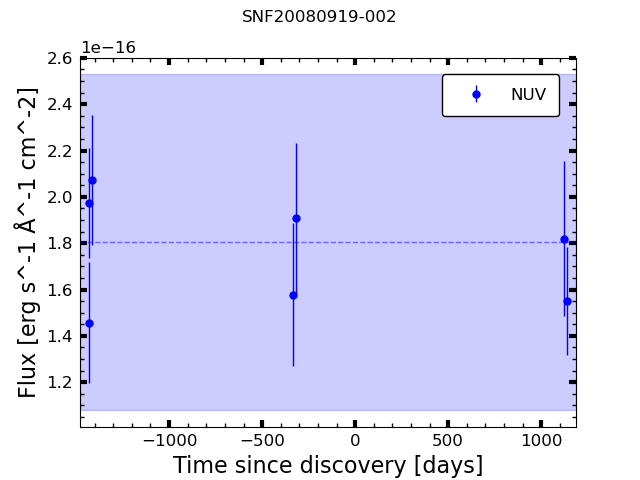 SNF20080919-002
1e−16
2.6
2.4
2.2
2.0
1.8
1.6
1.4
1.2
Flux [erg s^-1 Å^-1 cm^-2]
NUV
−1000 −500 0 500 1000
Time since discovery [days]